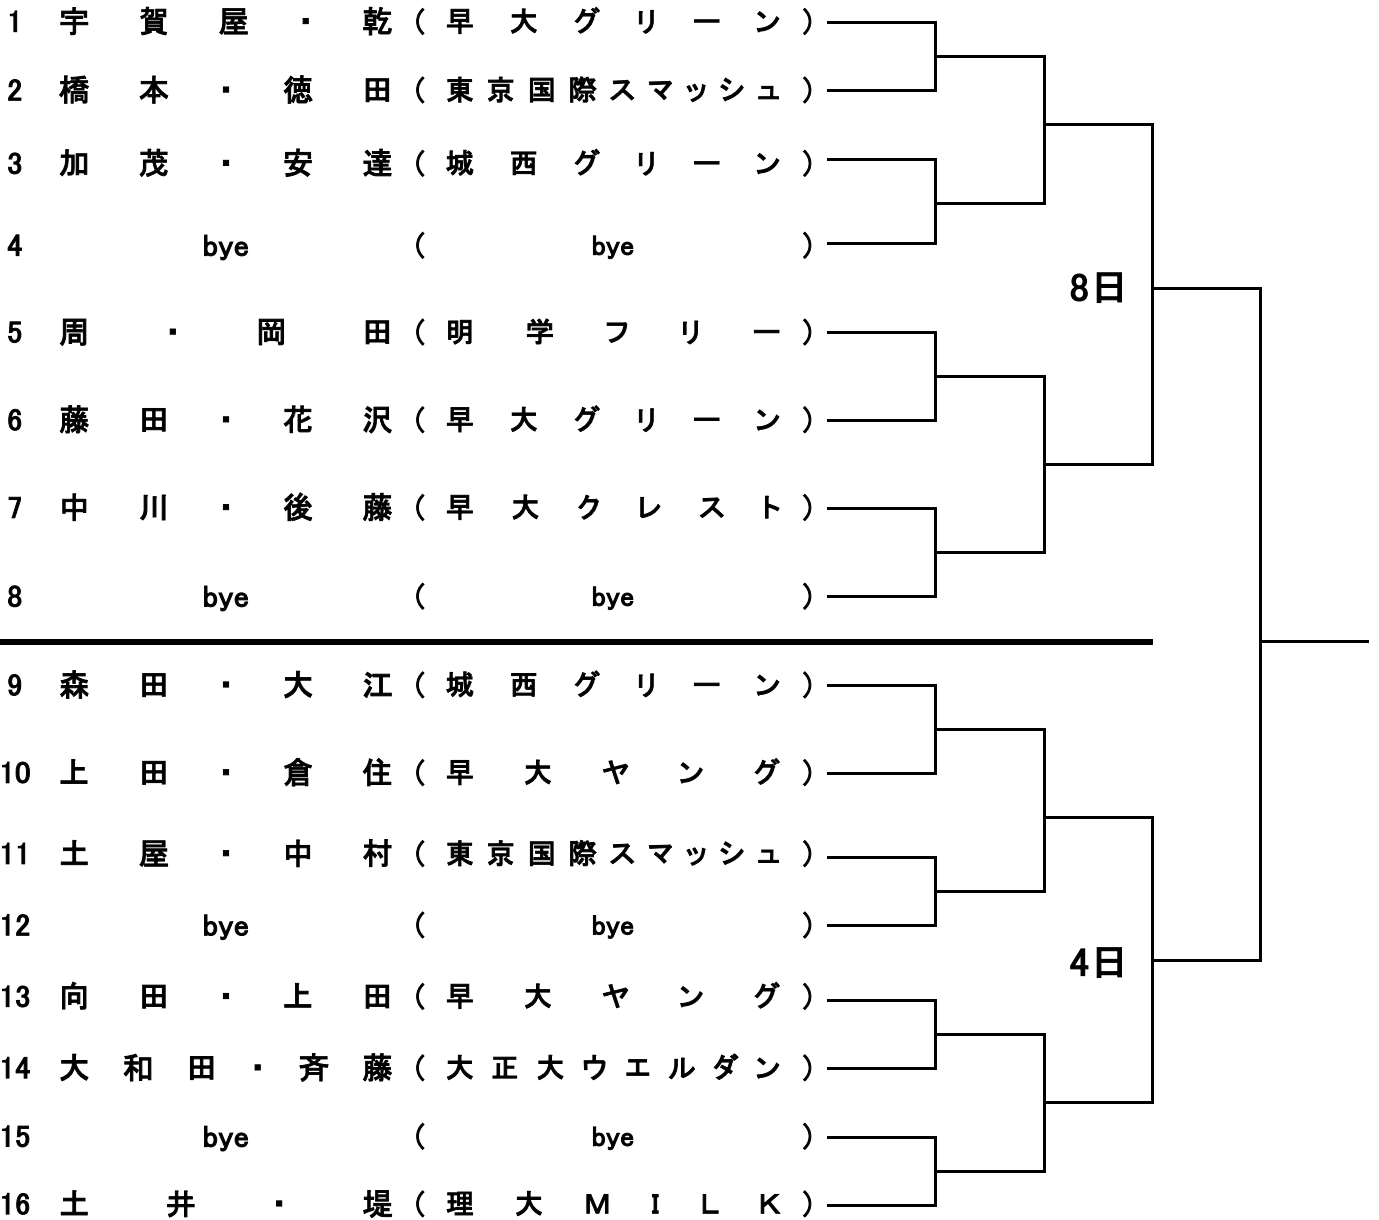 1 宇賀屋・乾(早大グリーン)
2 橋本・徳田(東京国際スマッシュ)
3 加茂・安達(城西グリーン)
4 bye ( bye )
8日
5 周・岡田(明学フリー)
6 藤田・花沢(早大グリーン)
7 中川・後藤(早大クレスト)
8 bye ( bye )
9 森田・大江(城西グリーン)
10 上田・倉住(早大ヤング)
11 土屋・中村(東京国際スマッシュ)
12 bye ( bye )
4日
13 向田・上田(早大ヤング)
14 大和田・斉藤(大正大ウエルダン)
15 bye ( bye )
16 土井・堤(理大MILK)